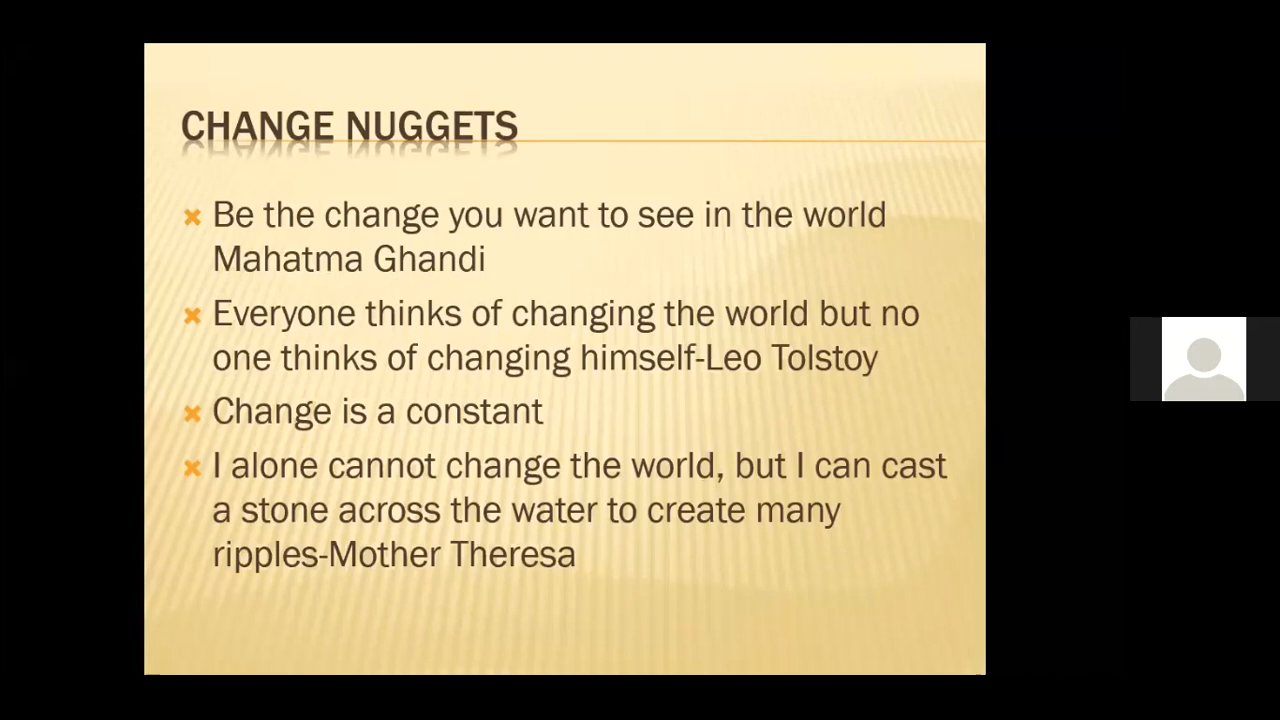 CHANGE NUGGETS
Be the change you want to see in the world
Mahatma Ghandi
Everyone thinks of changing the world but no
one thinks of changing himself-Leo Tolstoy
Change is a constant
I alone cannot change the world, but I can cast
a stone across the water to create many
ripples-Mother Theresa